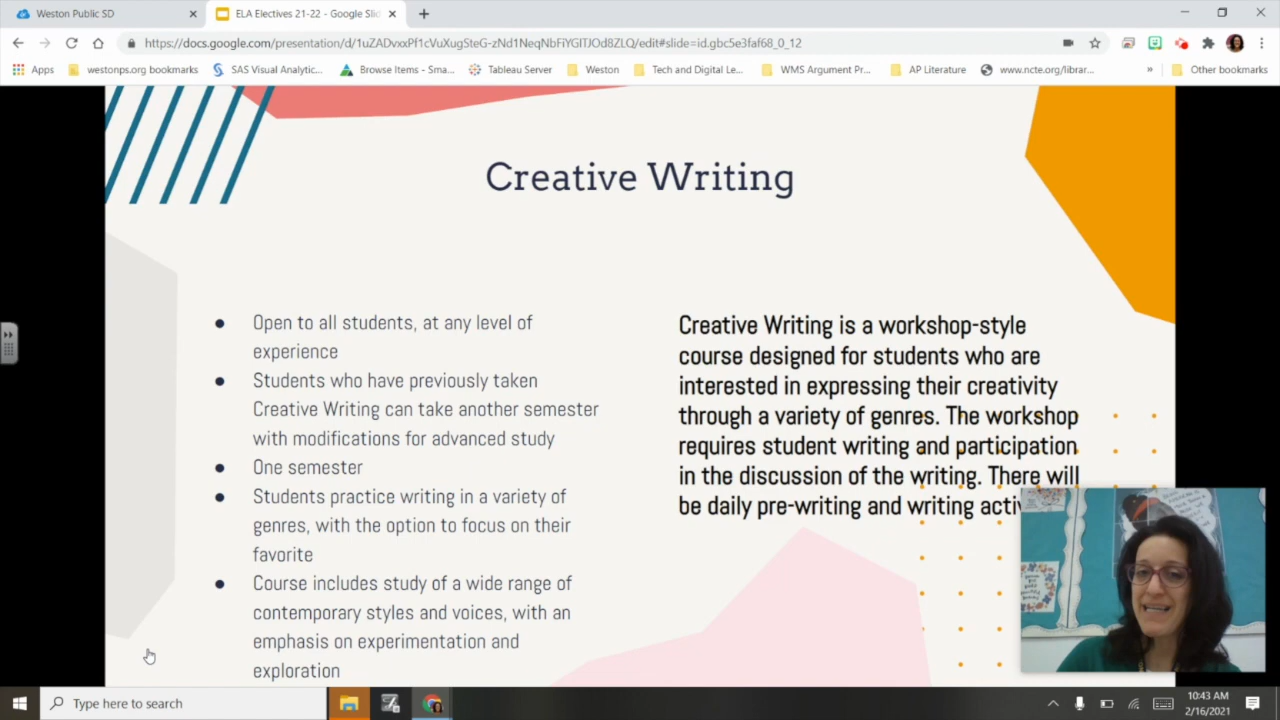 Weston Public SD
ELA Electives 21-22 - Google Slid
https://docs.google.com/presentation/d/1uZADvxxPf1cVuXugSteG-zNd1NeqNbFiYGITJOd8ZLQ/edit#slide=id.gbc5e3faf68_0_12
Apps
westonps.org bookmarks
SAS Visual Analytic...
Browse Items - Sma...
Tableau Server
Weston
Tech and Digital Le...
WMS Argument Pr...
AP Literature
www.ncte.org/librar...
»
Other bookmarks
Creative Writing
● Open to all students, at any level of
experience
● Students who have previously taken
Creative Writing can take another semester
with modifications for advanced study
● One semester
● Students practice writing in a variety of
genres, with the option to focus on their
favorite
● Course includes study of a wide range of
contemporary styles and voices, with an
emphasis on experimentation and
exploration
Creative Writing is a workshop-style
course designed for students who are
interested in expressing their creativity
through a variety of genres. The workshop
requires student writing and participation
in the discussion of the writing. There will
be daily pre-writing and writing activ
Type here to search
10:43 AM
2/16/2021